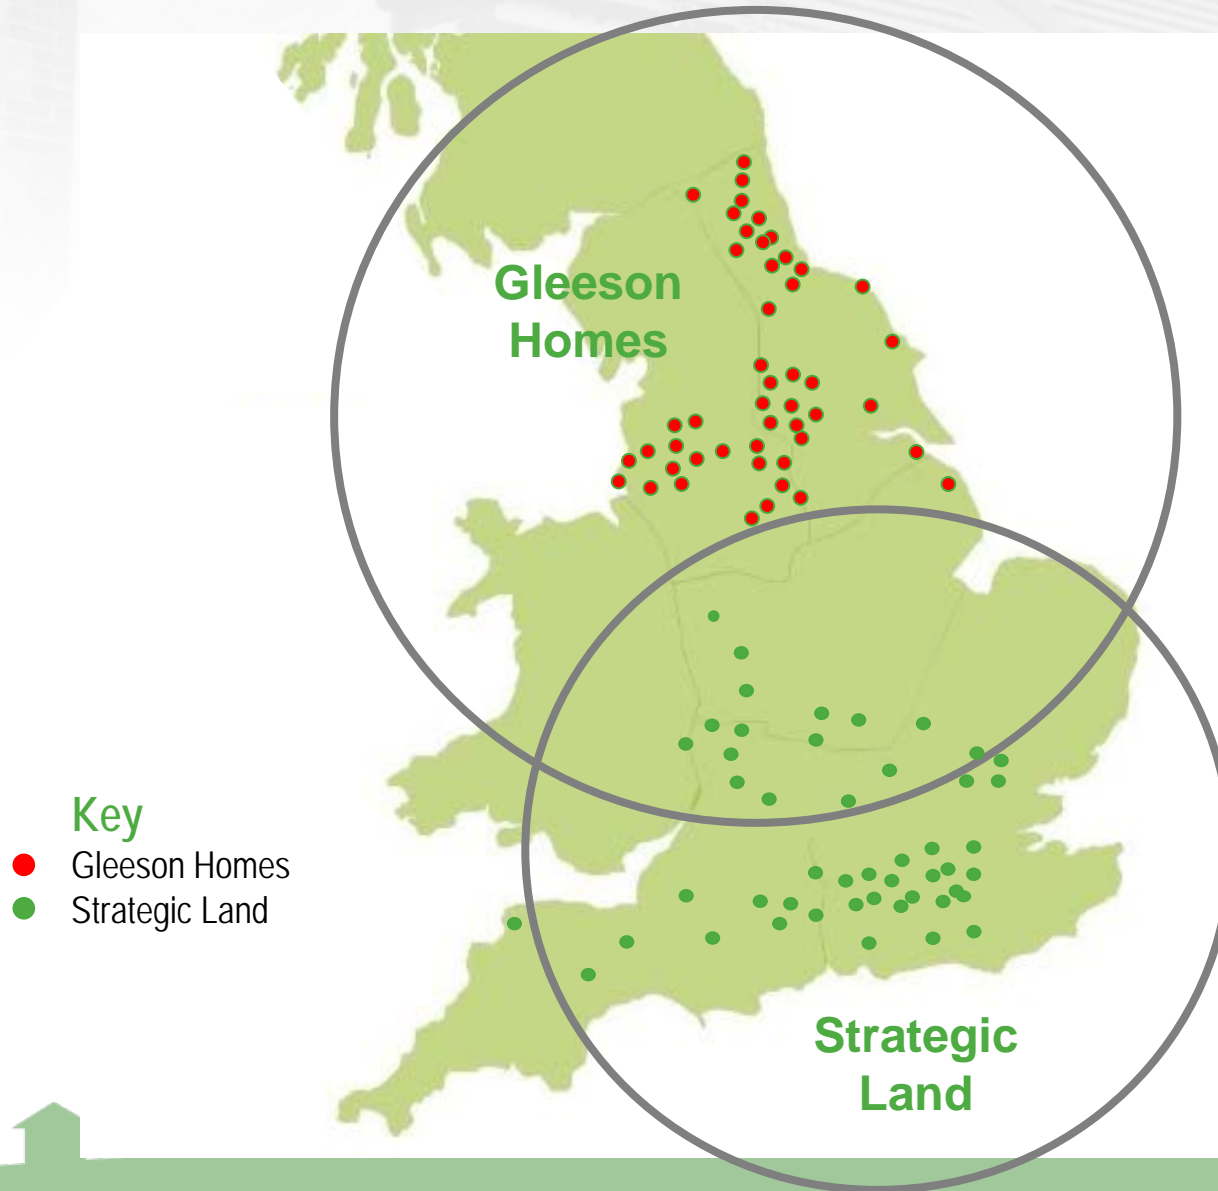 Gleeson
Homes
Key
Gleeson Homes
Strategic Land
Strategic
Land